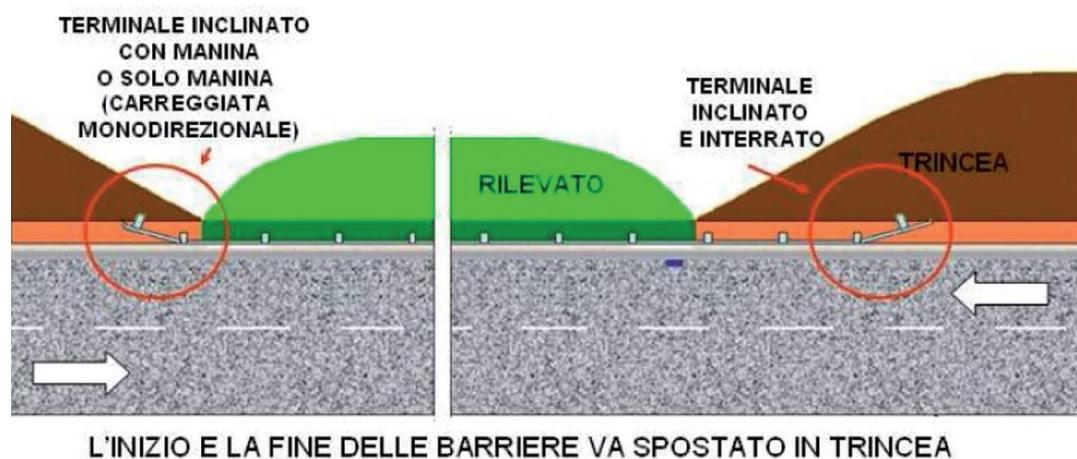 TERMINALE INCLINATO
CON MANINA
O SOLO MANINA
(CARREGGIATA
MONODIREZIONALE)
TERMINALE
INCLINATO
E INTERRATO
TRINCEA
RILEVATO
L'INIZIO E LA FINE DELLE BARRIERE VA SPOSTATO IN TRINCEA